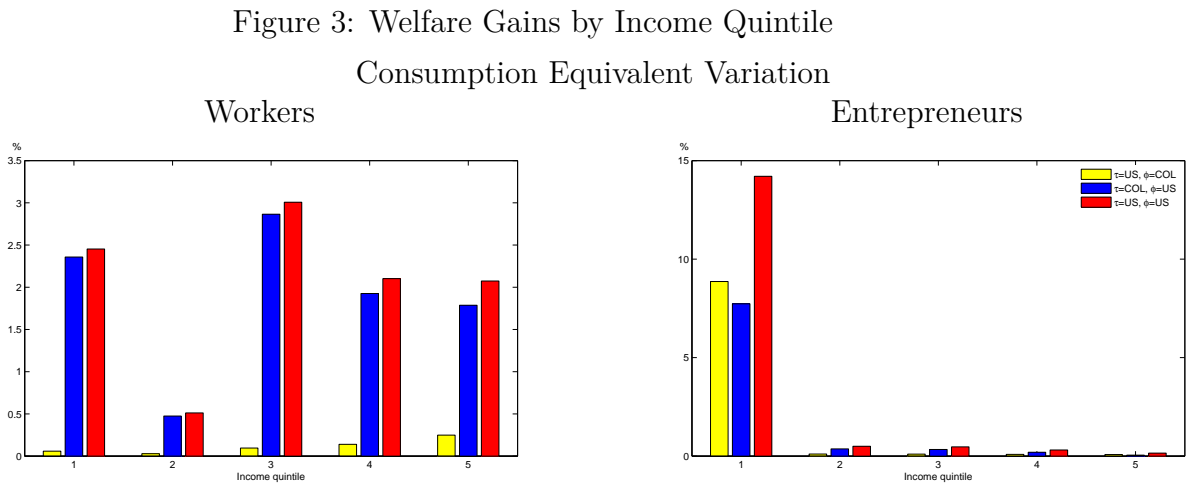 Figure 3: Welfare Gains by Income Quintile
Consumption Equivalent Variation
Workers
Entrepreneurs
%
3.5
3
2.5
2
1.5
1
0.5
0
1 2 3 4 5
Income quintile
%
15
10
5
0
τ=US, ϕ=COL
τ=COL, ϕ=US
τ=US, ϕ=US
1 2 3 4 5
Income quintile